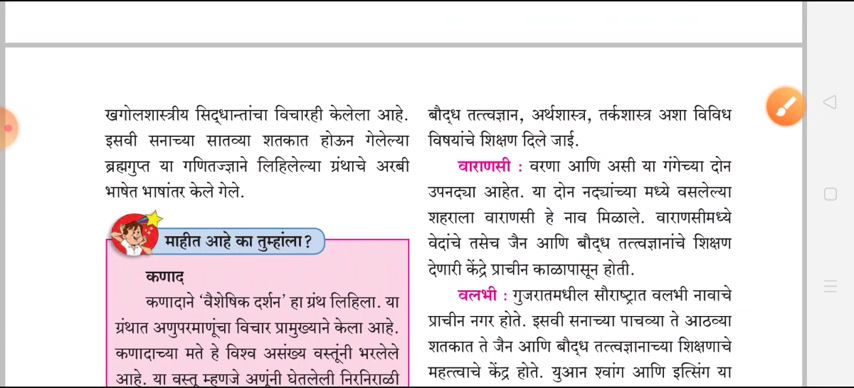 खगोलशास्त्रीय सिद्धान्तांचा विचारही केलेला आहे.
इसवी सनाच्या सातव्या शतकात होऊन गेलेल्या
ब्रह्मगुप्त या गणितज्ज्ञाने लिहिलेल्या ग्रंथाचे अरबी
भाषेत भाषांतर केले गेले.
माहीत आहे का तुम्हांला ?
कणाद
कणादाने ‘वैशेषिक दर्शन’ हा ग्रंथ लिहिला. या
ग्रंथात अणुपरमाणूंचा विचार प्रामुख्याने केला आहे.
कणादाच्या मते हे विश्व असंख्य वस्तूंनी भरलेले
आहे. या वस्तू म्हणजे अणूंनी घेतलेली निरनिराळी
बौद्ध तत्त्वज्ञान, अर्थशास्त्र, तर्कशास्त्र अशा विविध
विषयांचे शिक्षण दिले जाई.
वाराणसी : वरणा आणि असी या गंगेच्या दोन
उपनद्या आहेत. या दोन नद्यांच्या मध्ये वसलेल्या
शहराला वाराणसी हे नाव मिळाले. वाराणसीमध्ये
वेदांचे तसेच जैन आणि बौद्ध तत्त्वज्ञानांचे शिक्षण
देणारी केंद्रे प्राचीन काळापासून होती.
वलभी : गुजरातमधील सौराष्ट्रात वलभी नावाचे
प्राचीन नगर होते. इसवी सनाच्या पाचव्या ते आठव्या
शतकात ते जैन आणि बौद्ध तत्त्वज्ञानाच्या शिक्षणाचे
महत्त्वाचे केंद्र होते. युआन श्वांग आणि इत्सिंग या